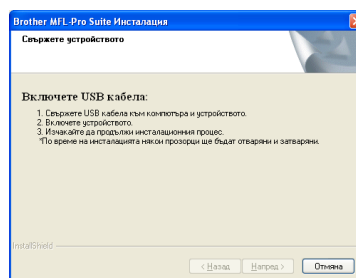 Brother MFL-Pro Suite Инсталация
Свържете устройството
Включете USB кабела:
1. Свържете USB кабела към компютъра и устройството.
2. Включете устройството.
3. Изчакайте да продължи инсталационния процес.
*По време на инсталацията някои прозорци ще бъдат отваряни и затваряни.
InstallShield
< Назад Напред > Отмяна